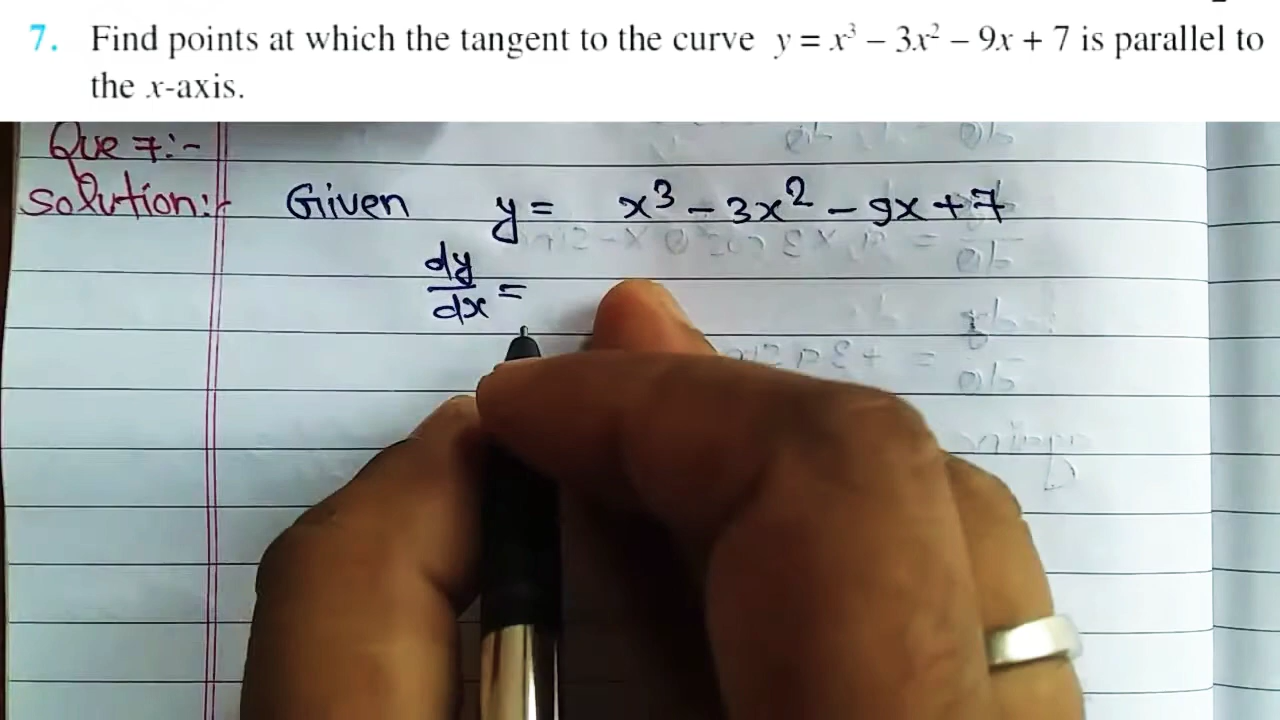 7. Find points at which the tangent to the curve y = x³ – 3x² – 9x + 7 is parallel to
the x-axis.
Que 7:-
Solution:- Given y = x³ - 3x² - 9x + 7
dy/dx =